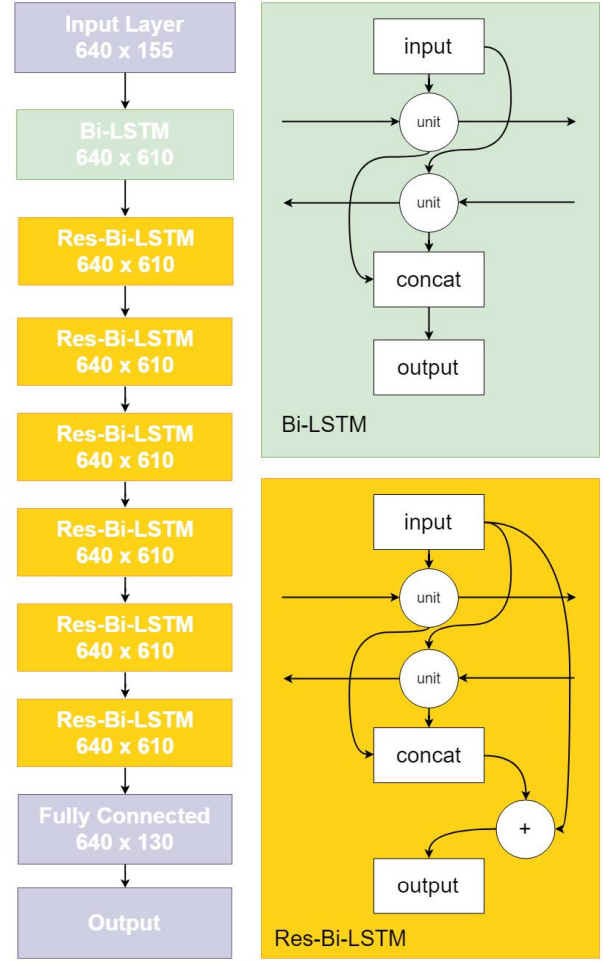 Input Layer
640 x 155
Bi-LSTM
640 x 610
Res-Bi-LSTM
640 x 610
Res-Bi-LSTM
640 x 610
Res-Bi-LSTM
640 x 610
Res-Bi-LSTM
640 x 610
Res-Bi-LSTM
640 x 610
Res-Bi-LSTM
640 x 610
Fully Connected
640 x 130
Output
input
unit
unit
concat
output
Bi-LSTM
input
unit
unit
concat
+
output
Res-Bi-LSTM